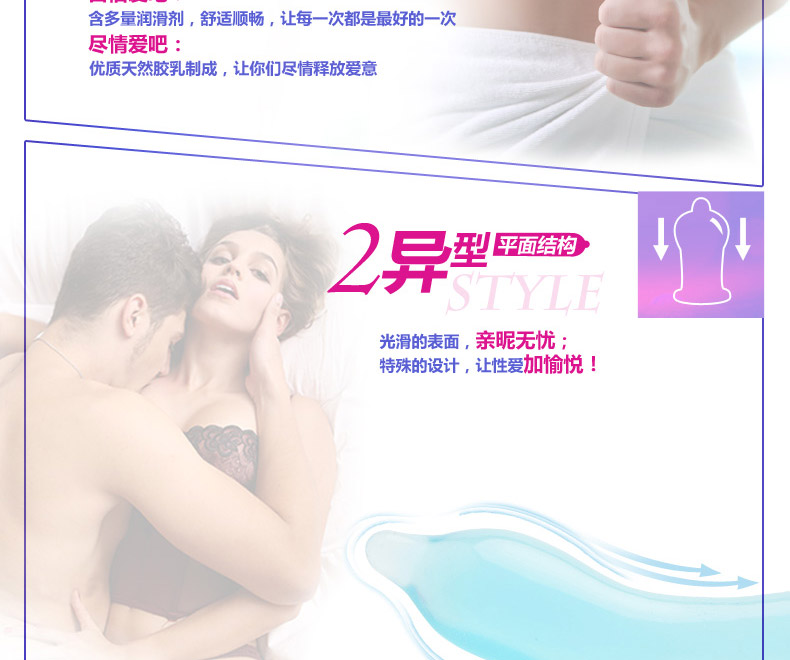 含多量润滑剂，舒适顺畅，让每一次都是最好的一次
尽情爱吧：
优质天然胶乳制成，让你们尽情释放爱意
2异型 平面结构
STYLE
光滑的表面，亲昵无忧；
特殊的设计，让性爱加愉悦！